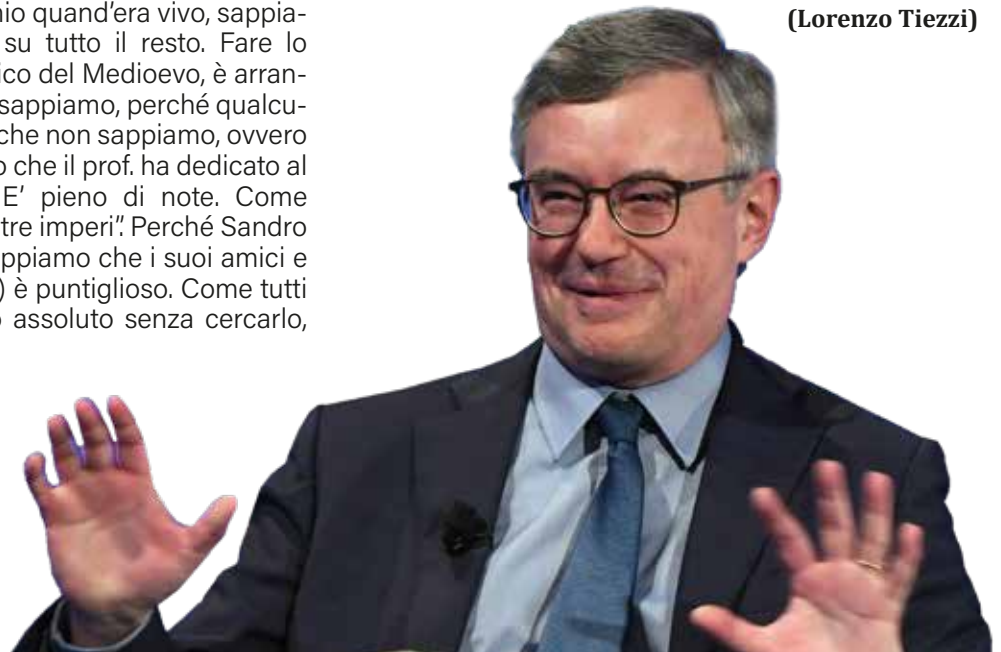 nio quand'era vivo, sappia-
su tutto il resto. Fare lo
ico del Medioevo, è arran-
sappiamo, perché qualcu-
che non sappiamo, ovvero
o che il prof. ha dedicato al
E' pieno di note. Come
tre imperi". Perché Sandro
ppiamo che i suoi amici e
) è puntiglioso. Come tutti
o assoluto senza cercarlo,
(Lorenzo Tiezzi)